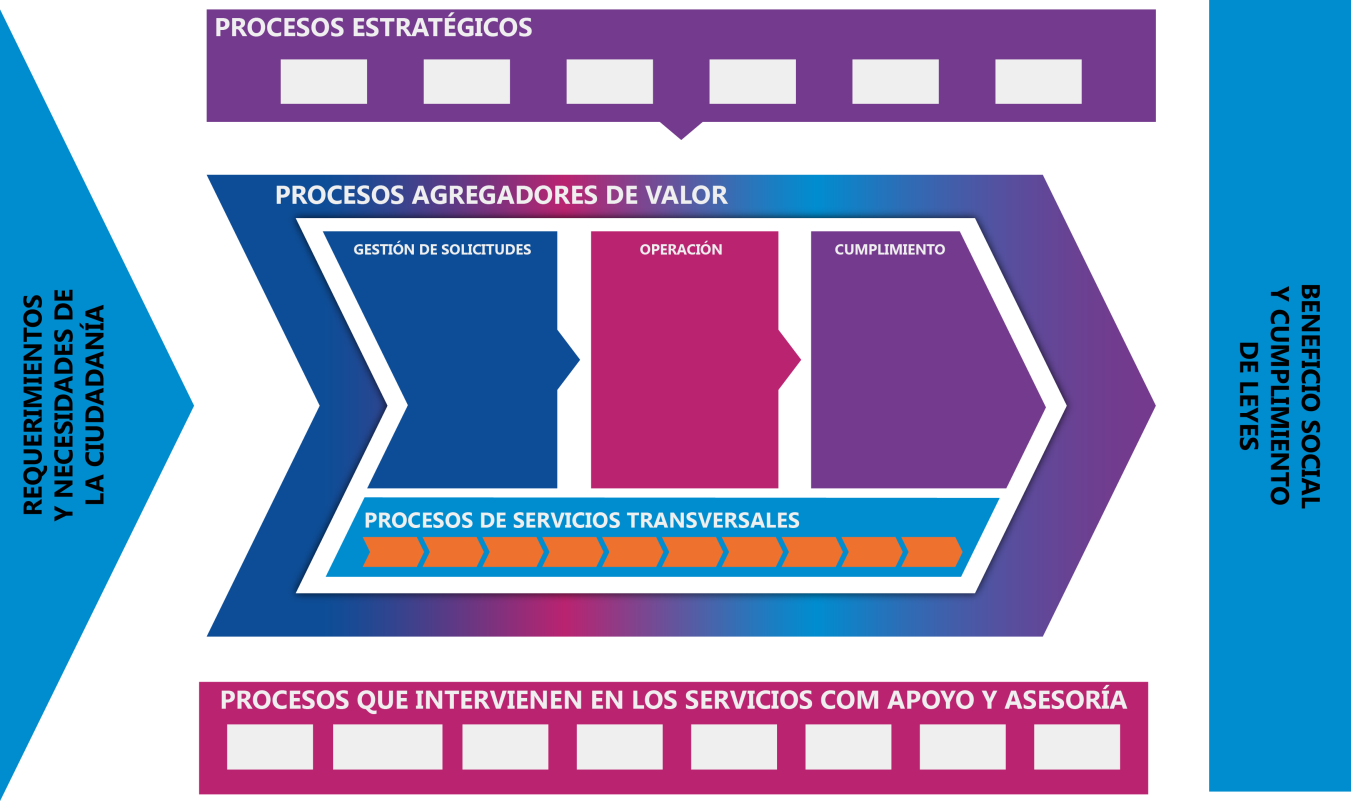 PROCESOS ESTRATÉGICOS
REQUERIMIENTOS
Y NECESIDADES DE
LA CIUDADANÍA
PROCESOS AGREGADORES DE VALOR
GESTIÓN DE SOLICITUDES
OPERACIÓN
CUMPLIMIENTO
PROCESOS DE SERVICIOS TRANSVERSALES
PROCESOS QUE INTERVIENEN EN LOS SERVICIOS COM APOYO Y ASESORÍA
BENEFICIO SOCIAL
Y CUMPLIMIENTO
DE LEYES